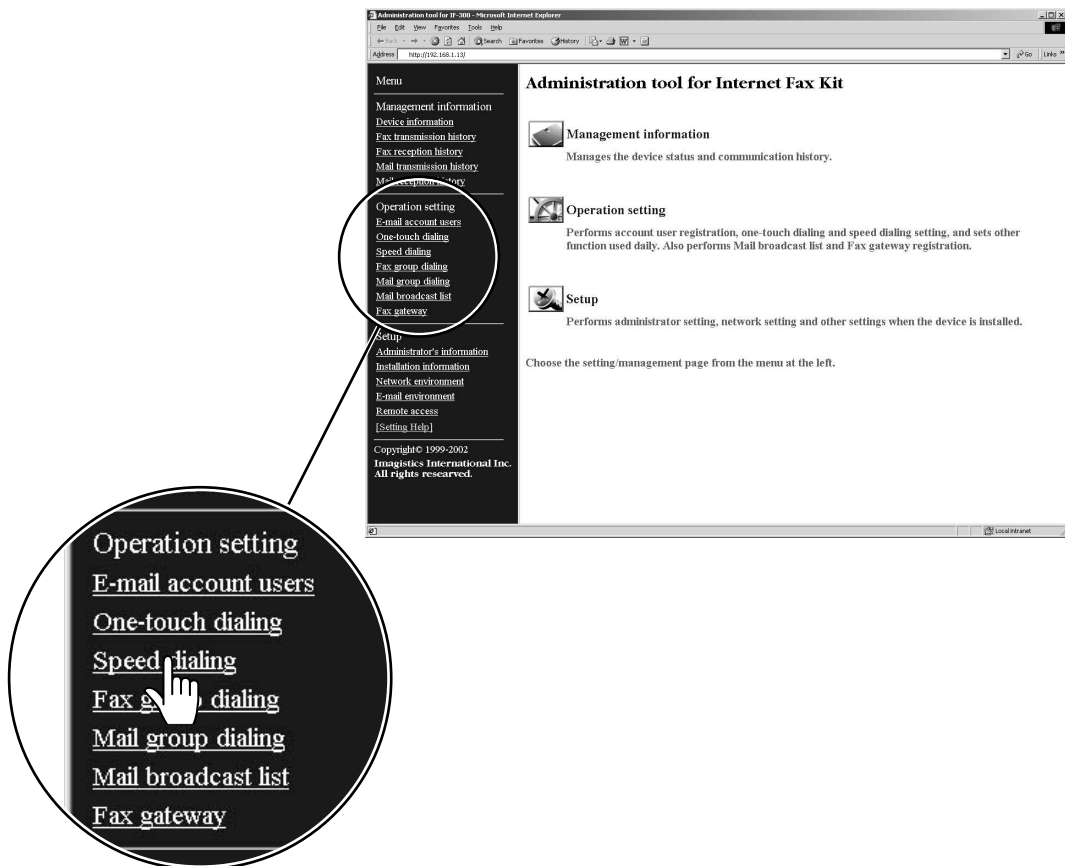 Administration tool for IF-300 - Microsoft Internet Explorer
File Edit View Favorites Tools Help
Back Search Favorites History
Address http://192.168.1.13/ Go Links »
Menu
Management information
Device information
Fax transmission history
Fax reception history
Mail transmission history
Mail reception history
Operation setting
E-mail account users
One-touch dialing
Speed dialing
Fax group dialing
Mail group dialing
Mail broadcast list
Fax gateway
Setup
Administrator's information
Installation information
Network environment
E-mail environment
Remote access
[Setting Help]
Copyright© 1999-2002
Imagistics International Inc.
All rights researved.
Administration tool for Internet Fax Kit
Management information
Manages the device status and communication history.
Operation setting
Performs account user registration, one-touch dialing and speed dialing setting, and sets other
function used daily. Also performs Mail broadcast list and Fax gateway registration.
Setup
Performs administrator setting, network setting and other settings when the device is installed.
Choose the setting/management page from the menu at the left.
Local intranet
Operation setting
E-mail account users
One-touch dialing
Speed dialing
Fax group dialing
Mail group dialing
Mail broadcast list
Fax gateway